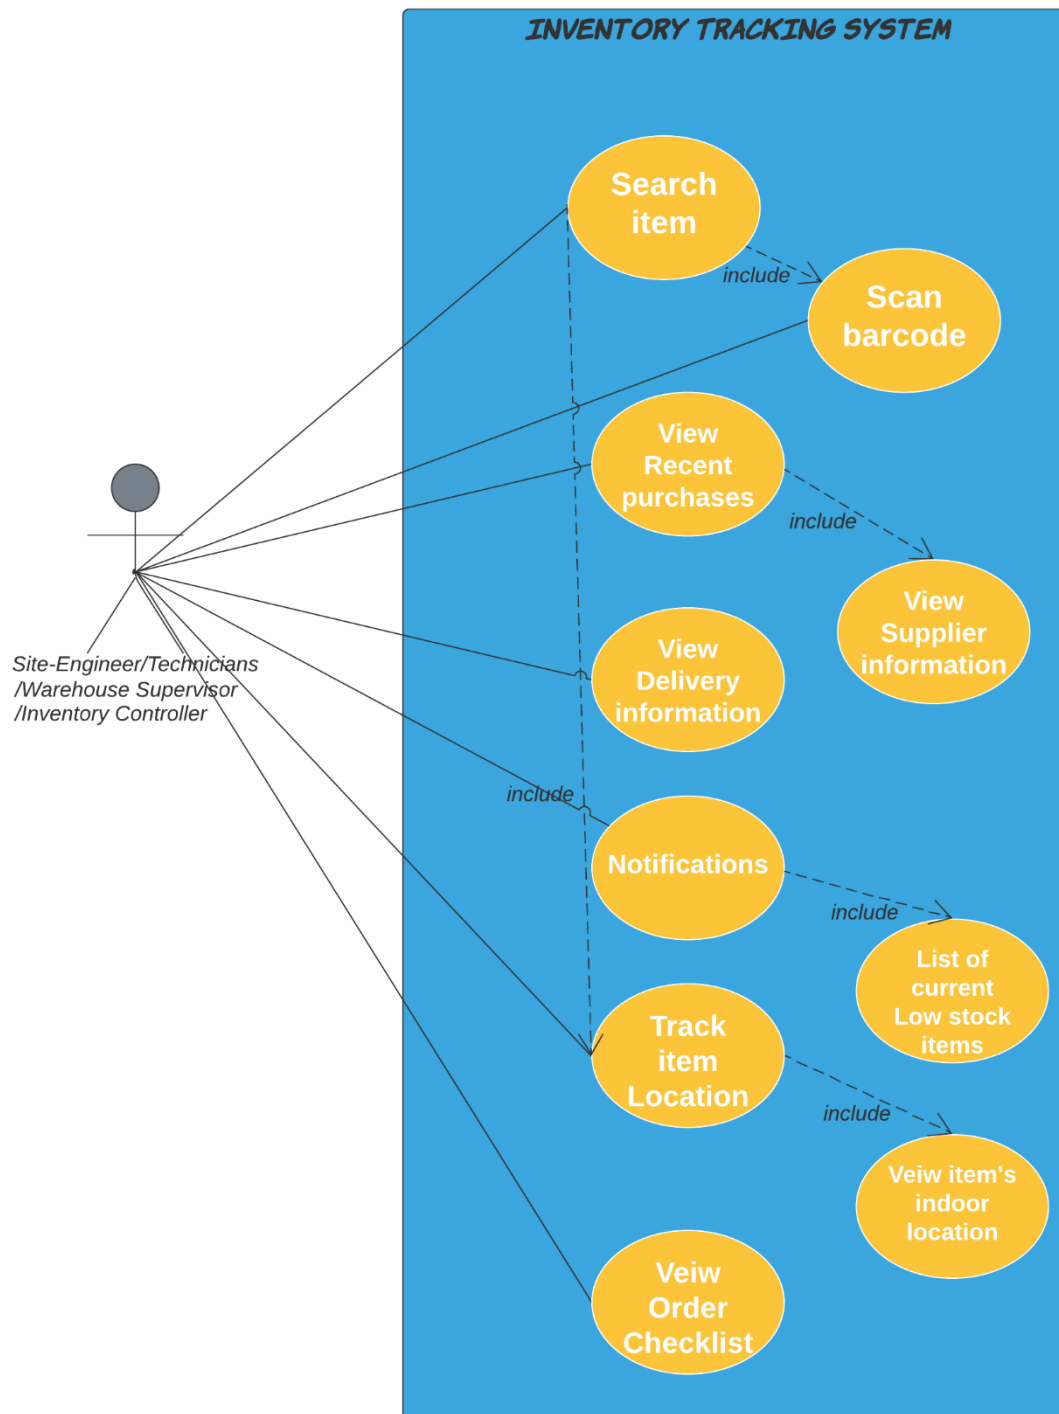 INVENTORY TRACKING SYSTEM
Search
item
include
Scan
barcode
View
Recent
purchases
include
View
Supplier
information
Site-Engineer/Technicians
/Warehouse Supervisor
/Inventory Controller
View
Delivery
information
include
Notifications
include
List of
current
Low stock
items
Track
item
Location
include
Veiw item's
indoor
location
Veiw
Order
Checklist